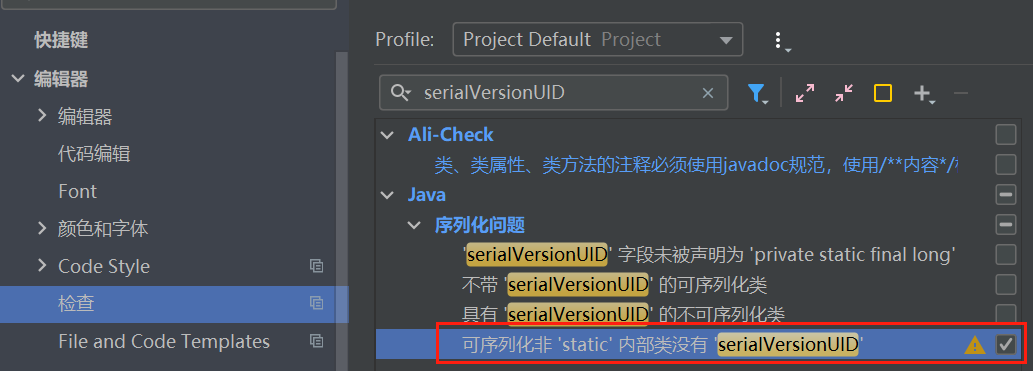 快捷键
编辑器
编辑器
代码编辑
Font
颜色和字体
Code Style
检查
File and Code Templates
Profile: Project Default Project
serialVersionUID
Ali-Check
类、类属性、类方法的注释必须使用javadoc规范，使用/**内容*/
Java
序列化问题
'serialVersionUID' 字段未被声明为 'private static final long'
不带 'serialVersionUID' 的可序列化类
具有 'serialVersionUID' 的不可序列化类
可序列化非 'static' 内部类没有 'serialVersionUID'